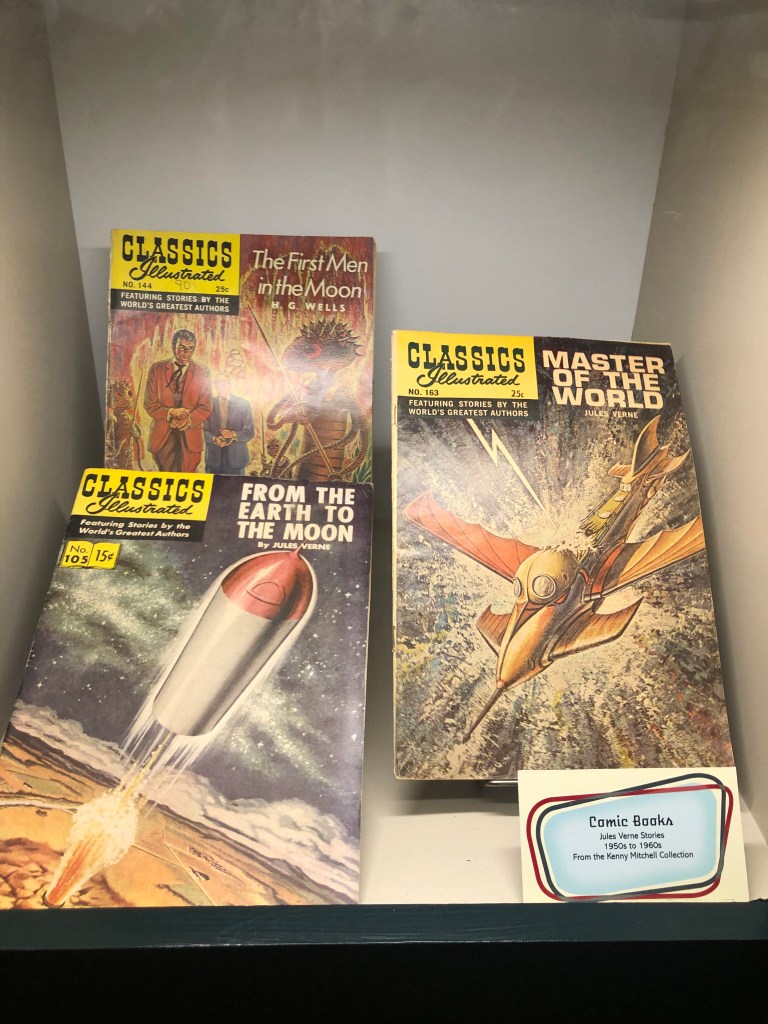 CLASSICS
Illustrated
NO. 144
25c
FEATURING STORIES BY THE
WORLD'S GREATEST AUTHORS
The First Men
in the Moon
H. G. WELLS
CLASSICS
Illustrated
NO. 163
25c
FEATURING STORIES BY THE
WORLD'S GREATEST AUTHORS
MASTER
OF THE
WORLD
JULES VERNE
CLASSICS
Illustrated
Featuring Stories by the
World's Greatest Authors
No.
105
15¢
FROM THE
EARTH TO
THE MOON
By JULES VERNE
Comic Books
Jules Verne Stories
1950s to 1960s
From the Kenny Mitchell Collection